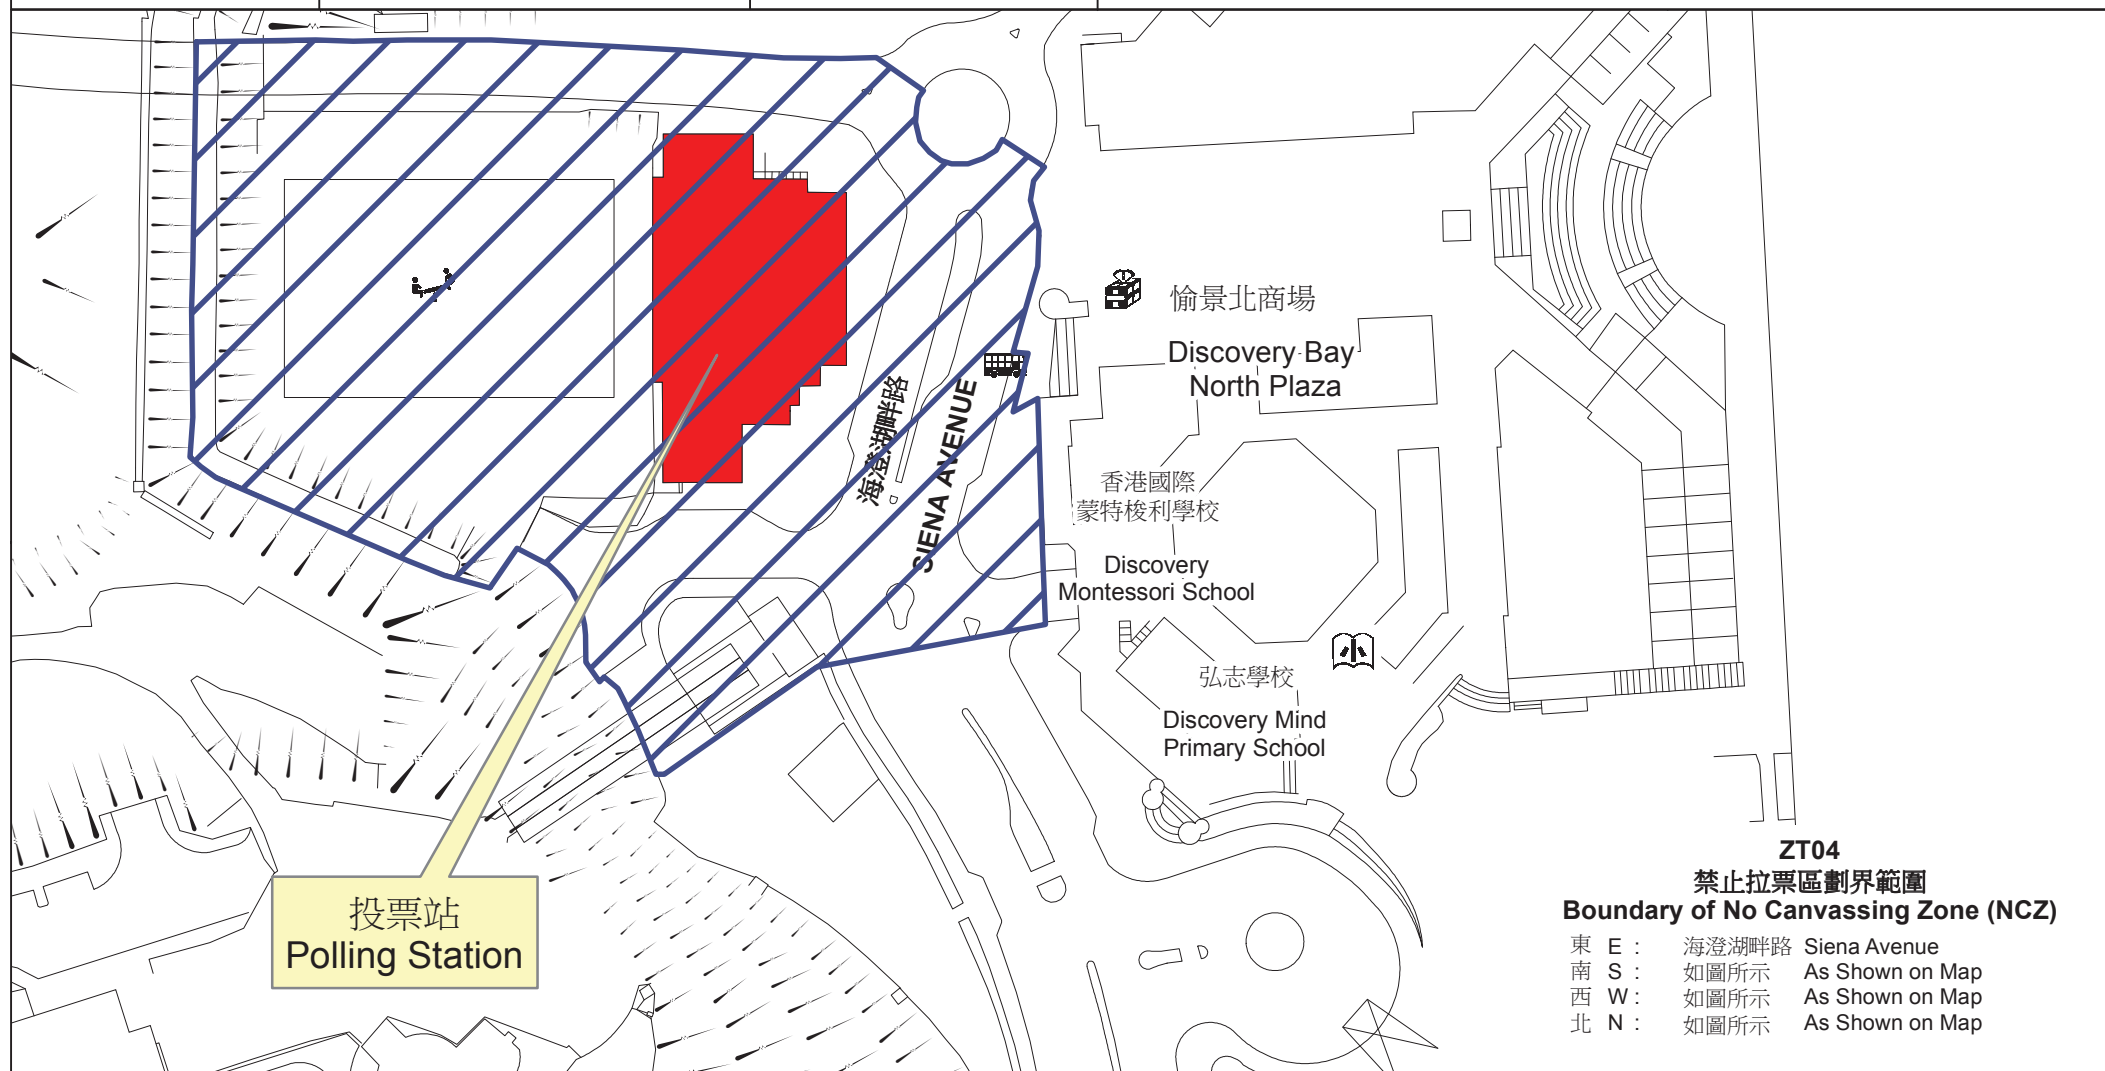 愉景北商場
Discovery Bay
North Plaza
海澄湖畔路
SIENA AVENUE
香港國際
蒙特梭利學校
Discovery
Montessori School
小
弘志學校
Discovery Mind
Primary School
投票站
Polling Station
ZT04
禁止拉票區劃界範圍
Boundary of No Canvassing Zone (NCZ)
東 E : 海澄湖畔路 Siena Avenue
南 S : 如圖所示 As Shown on Map
西 W : 如圖所示 As Shown on Map
北 N : 如圖所示 As Shown on Map